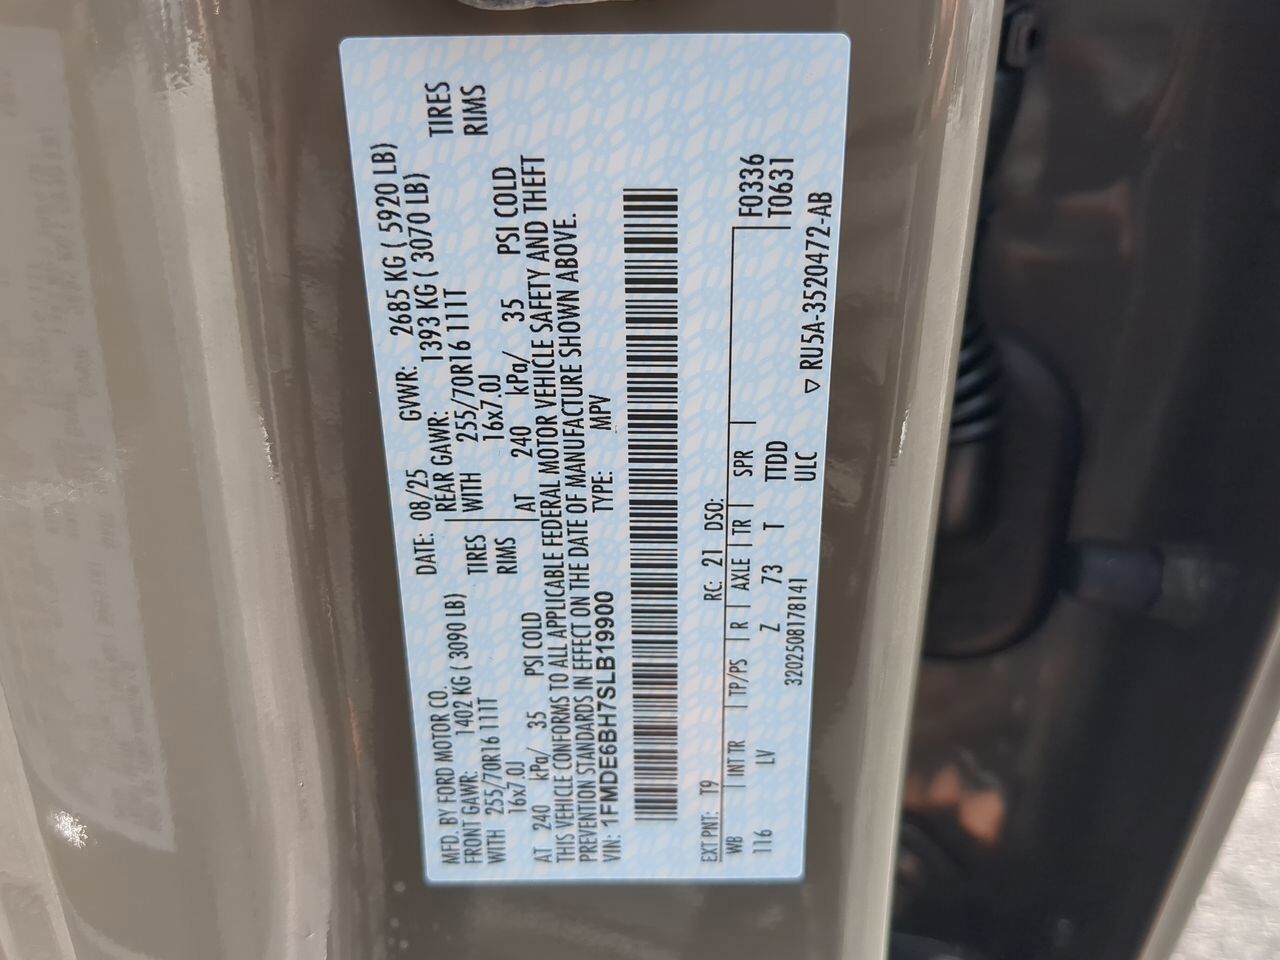 MFD. BY FORD MOTOR CO.
DATE: 08/25 GVWR: 2685 KG ( 5920 LB)
FRONT GAWR: 1402 KG ( 3090 LB) REAR GAWR: 1393 KG ( 3070 LB)
WITH 255/70R16 111T TIRES WITH 255/70R16 111T TIRES
16x7.0J RIMS 16x7.0J RIMS
AT 240 kPa/ 35 PSI COLD AT 240 kPa/ 35 PSI COLD
THIS VEHICLE CONFORMS TO ALL APPLICABLE FEDERAL MOTOR VEHICLE SAFETY AND THEFT
PREVENTION STANDARDS IN EFFECT ON THE DATE OF MANUFACTURE SHOWN ABOVE.
VIN: 1FMDE6BH7SLB19900 TYPE: MPV
EXT PNT: T9 RC: 21 DSO:
WB INT TR TP/PS R AXLE TR SPR F0336
116 LV Z 73 T TTDD T0631
3202508178141 ULC ▽ RU5A-3520472-AB